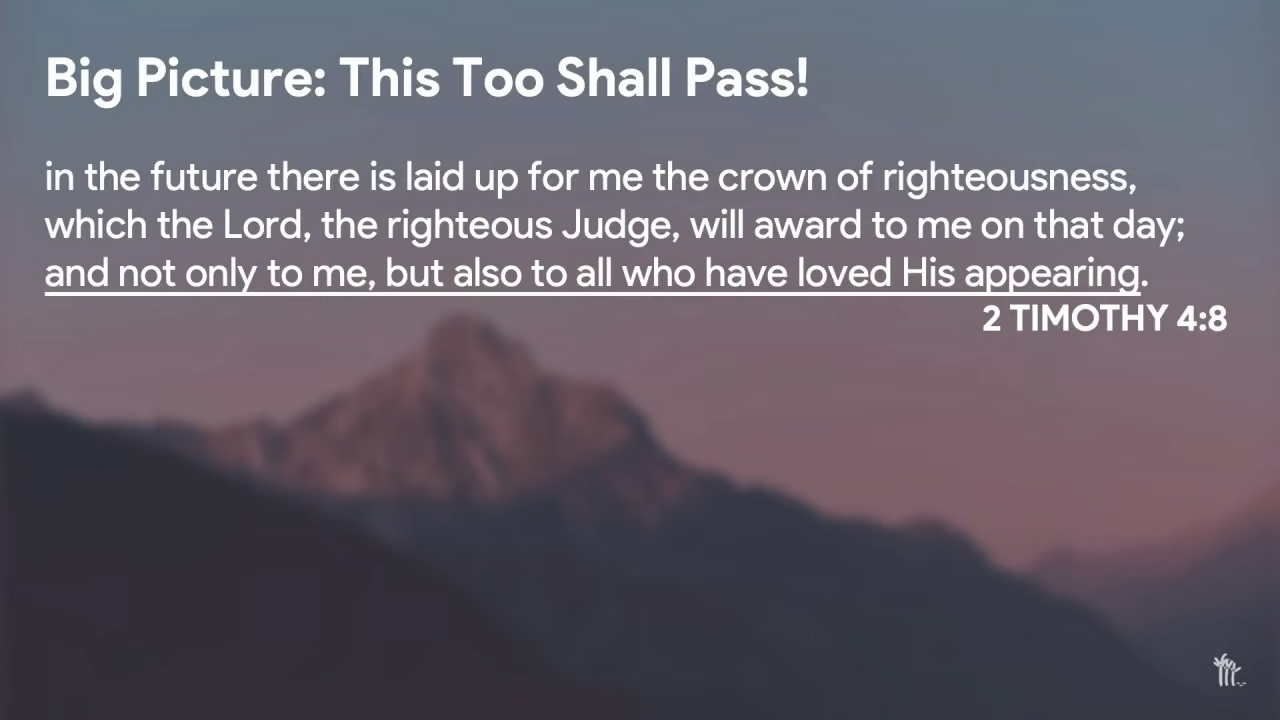 Big Picture: This Too Shall Pass!
in the future there is laid up for me the crown of righteousness,
which the Lord, the righteous Judge, will award to me on that day;
and not only to me, but also to all who have loved His appearing.
2 TIMOTHY 4:8